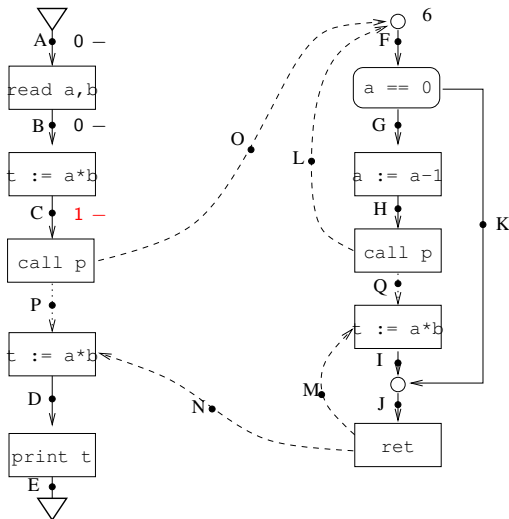 A 0 –
read a,b
B 0 –
t := a*b
C 1 –
call p
P
t := a*b
D
print t
E
O
L
N
M
6
F
a == 0
G
a := a-1
H
K
call p
Q
t := a*b
I
J
ret